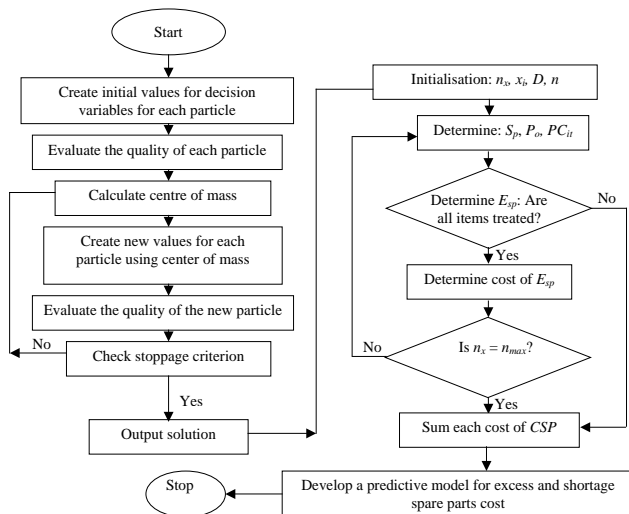 Start
Create initial values for decision
variables for each particle
Evaluate the quality of each particle
Calculate centre of mass
Create new values for each
particle using center of mass
Evaluate the quality of the new particle
No
Check stoppage criterion
Yes
Output solution
Initialisation: nx, xi, D, n
Determine: Sp, Po, PCit
Determine Esp: Are
all items treated?
No
Yes
Determine cost of Esp
No
Is nx = nmax?
Yes
Sum each cost of CSP
Develop a predictive model for excess and shortage
spare parts cost
Stop